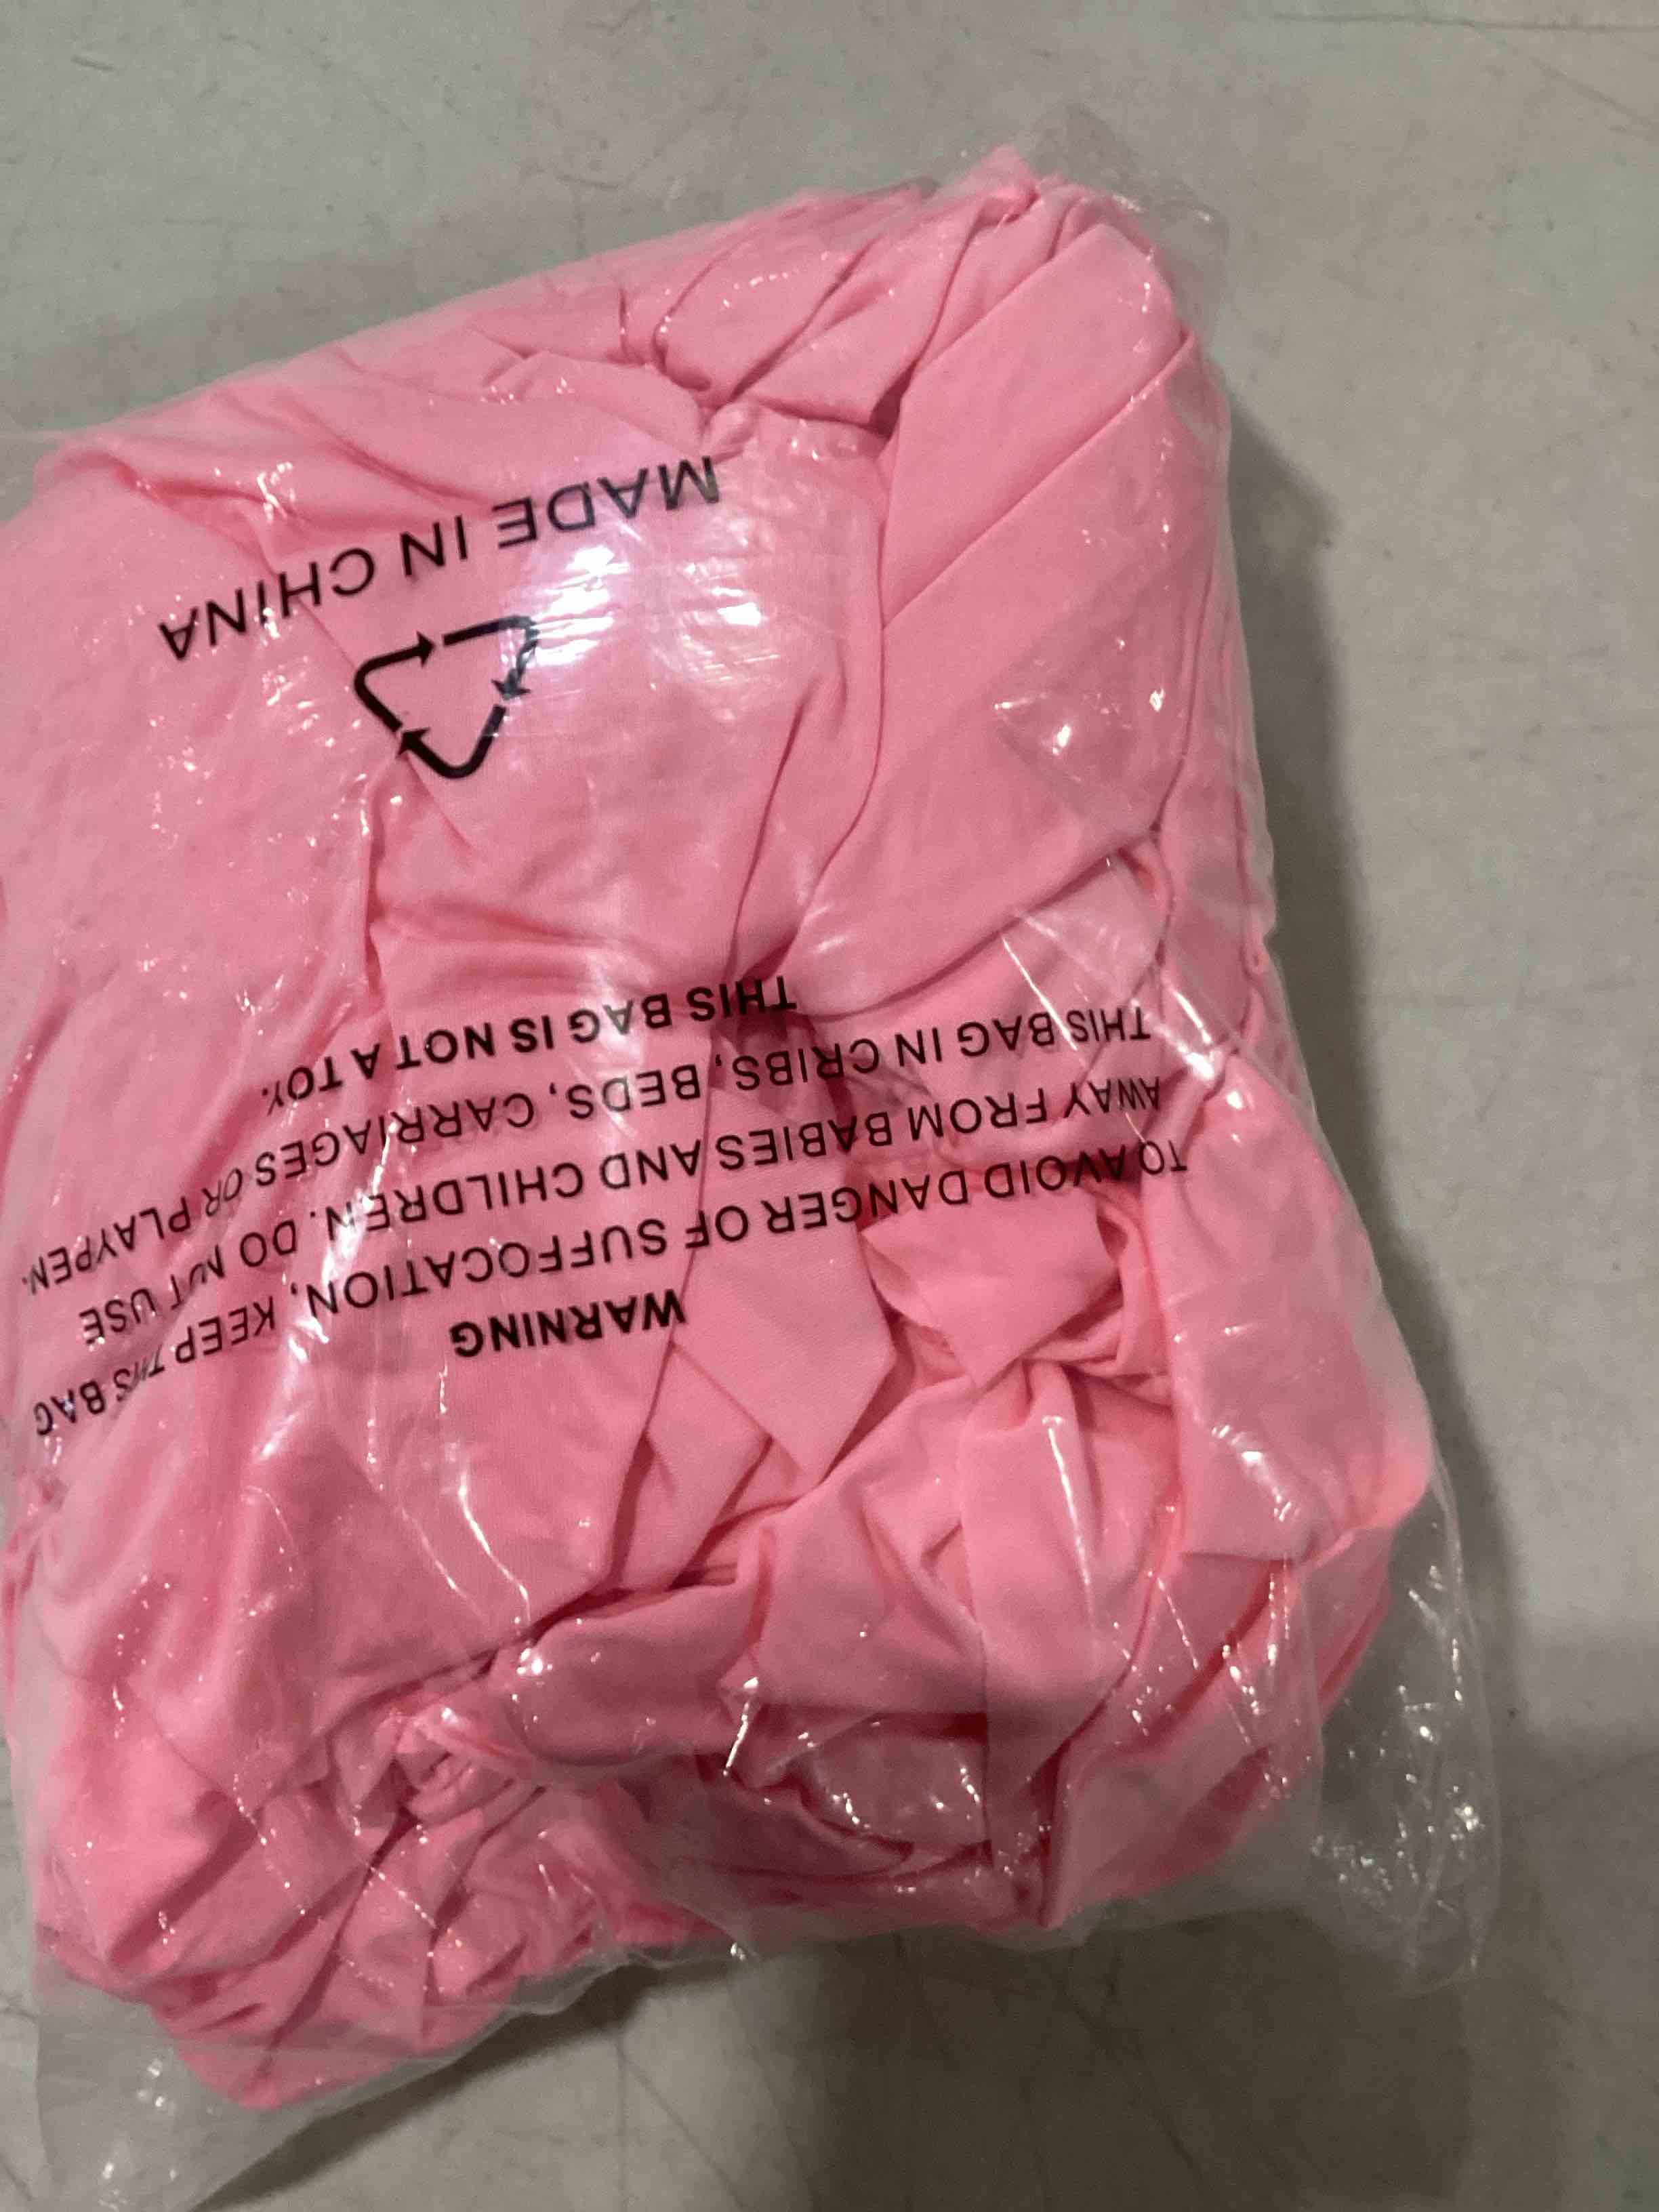 WARNING
TO AVOID DANGER OF SUFFOCATION, KEEP THIS BAG
AWAY FROM BABIES AND CHILDREN. DO NOT USE
THIS BAG IN CRIBS, BEDS, CARRIAGES OR PLAYPEN.
THIS BAG IS NOT A TOY.
MADE IN CHINA